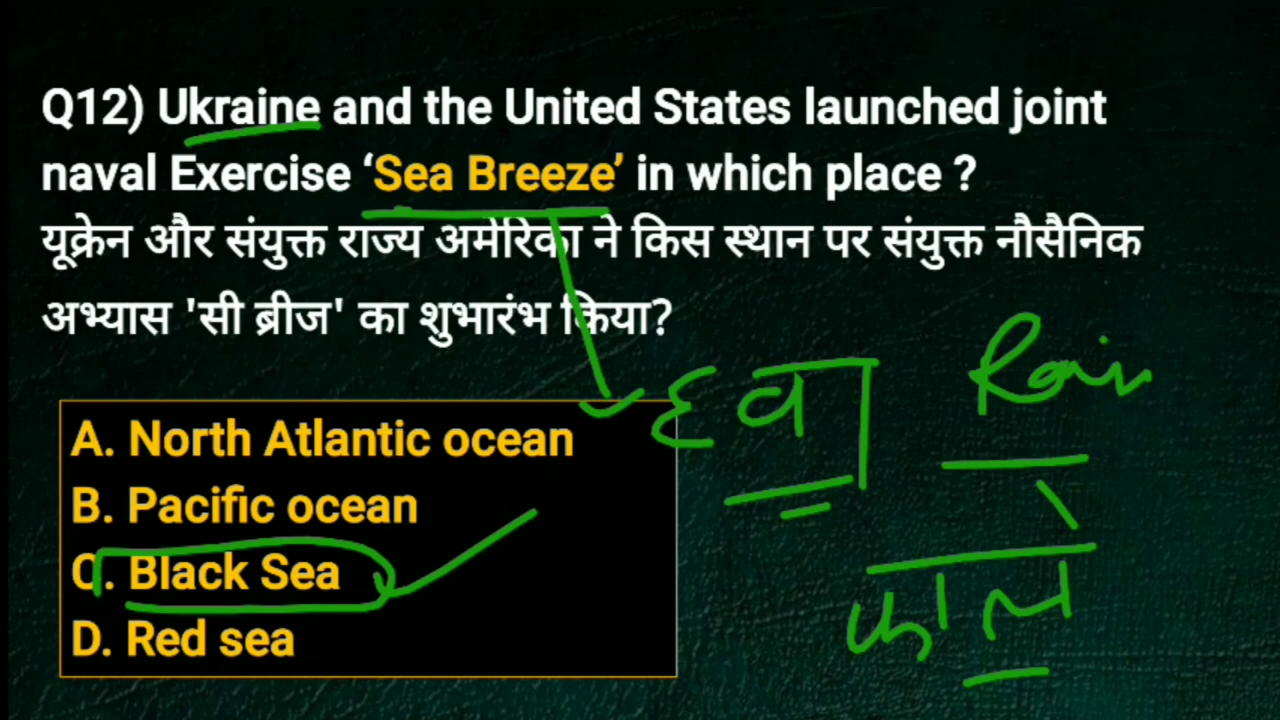 Q12) Ukraine and the United States launched joint
naval Exercise ‘Sea Breeze’ in which place ?
यूक्रेन और संयुक्त राज्य अमेरिका ने किस स्थान पर संयुक्त नौसैनिक
अभ्यास 'सी ब्रीज' का शुभारंभ किया?
A. North Atlantic ocean
B. Pacific ocean
C. Black Sea
D. Red sea
हवा
Rain